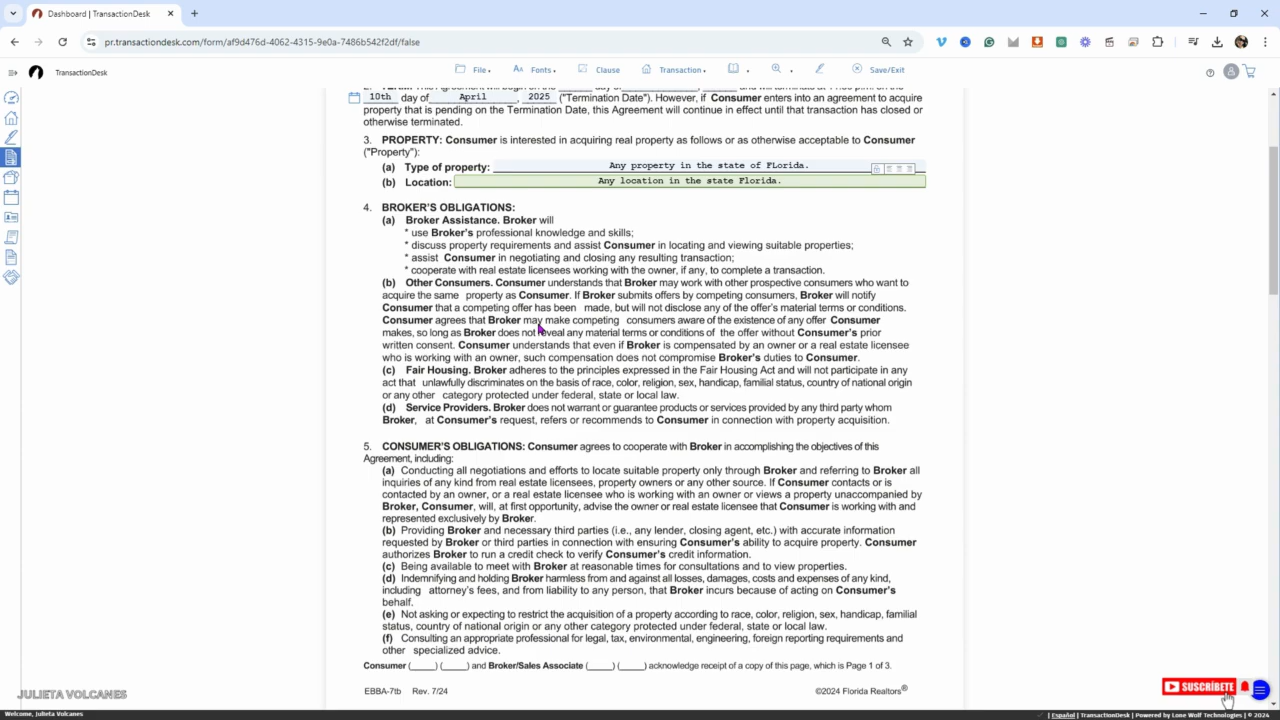 Dashboard | TransactionDesk
pr.transactiondesk.com/form/af9d476d-4062-4315-9e0a-7486b542f2df/false
TransactionDesk
File
Fonts
Clause
Transaction
Save/Exit
10th day of April, 2025 ("Termination Date"). However, if Consumer enters into an agreement to acquire
property that is pending on the Termination Date, this Agreement will continue in effect until that transaction has closed or
otherwise terminated.
3. PROPERTY: Consumer is interested in acquiring real property as follows or as otherwise acceptable to Consumer
("Property"):
(a) Type of property: Any property in the state of FLorida.
(b) Location: Any location in the state Florida.
4. BROKER'S OBLIGATIONS:
(a) Broker Assistance. Broker will
* use Broker's professional knowledge and skills;
* discuss property requirements and assist Consumer in locating and viewing suitable properties;
* assist Consumer in negotiating and closing any resulting transaction;
* cooperate with real estate licensees working with the owner, if any, to complete a transaction.
(b) Other Consumers. Consumer understands that Broker may work with other prospective consumers who want to
acquire the same property as Consumer. If Broker submits offers by competing consumers, Broker will notify
Consumer that a competing offer has been made, but will not disclose any of the offer's material terms or conditions.
Consumer agrees that Broker may make competing consumers aware of the existence of any offer Consumer
makes, so long as Broker does not reveal any material terms or conditions of the offer without Consumer's prior
written consent. Consumer understands that even if Broker is compensated by an owner or a real estate licensee
who is working with an owner, such compensation does not compromise Broker's duties to Consumer.
(c) Fair Housing. Broker adheres to the principles expressed in the Fair Housing Act and will not participate in any
act that unlawfully discriminates on the basis of race, color, religion, sex, handicap, familial status, country of national origin
or any other category protected under federal, state or local law.
(d) Service Providers. Broker does not warrant or guarantee products or services provided by any third party whom
Broker, at Consumer's request, refers or recommends to Consumer in connection with property acquisition.
5. CONSUMER'S OBLIGATIONS: Consumer agrees to cooperate with Broker in accomplishing the objectives of this
Agreement, including:
(a) Conducting all negotiations and efforts to locate suitable property only through Broker and referring to Broker all
inquiries of any kind from real estate licensees, property owners or any other source. If Consumer contacts or is
contacted by an owner, or a real estate licensee who is working with an owner or views a property unaccompanied by
Broker, Consumer, will, at first opportunity, advise the owner or real estate licensee that Consumer is working with and
represented exclusively by Broker.
(b) Providing Broker and necessary third parties (i.e., any lender, closing agent, etc.) with accurate information
requested by Broker or third parties in connection with ensuring Consumer's ability to acquire property. Consumer
authorizes Broker to run a credit check to verify Consumer's credit information.
(c) Being available to meet with Broker at reasonable times for consultations and to view properties.
(d) Indemnifying and holding Broker harmless from and against all losses, damages, costs and expenses of any kind,
including attorney's fees, and from liability to any person, that Broker incurs because of acting on Consumer's
behalf.
(e) Not asking or expecting to restrict the acquisition of a property according to race, color, religion, sex, handicap, familial
status, country of national origin or any other category protected under federal, state or local law.
(f) Consulting an appropriate professional for legal, tax, environmental, engineering, foreign reporting requirements and
other specialized advice.
Consumer (____) (____) and Broker/Sales Associate (____) (____) acknowledge receipt of a copy of this page, which is Page 1 of 3.
EBBA-7tb Rev. 7/24 ©2024 Florida Realtors®
JULIETA VOLCANES
SUSCRÍBETE
Welcome, Julieta Volcanes
| Español | TransactionDesk | Powered by Lone Wolf Technologies | © 2024